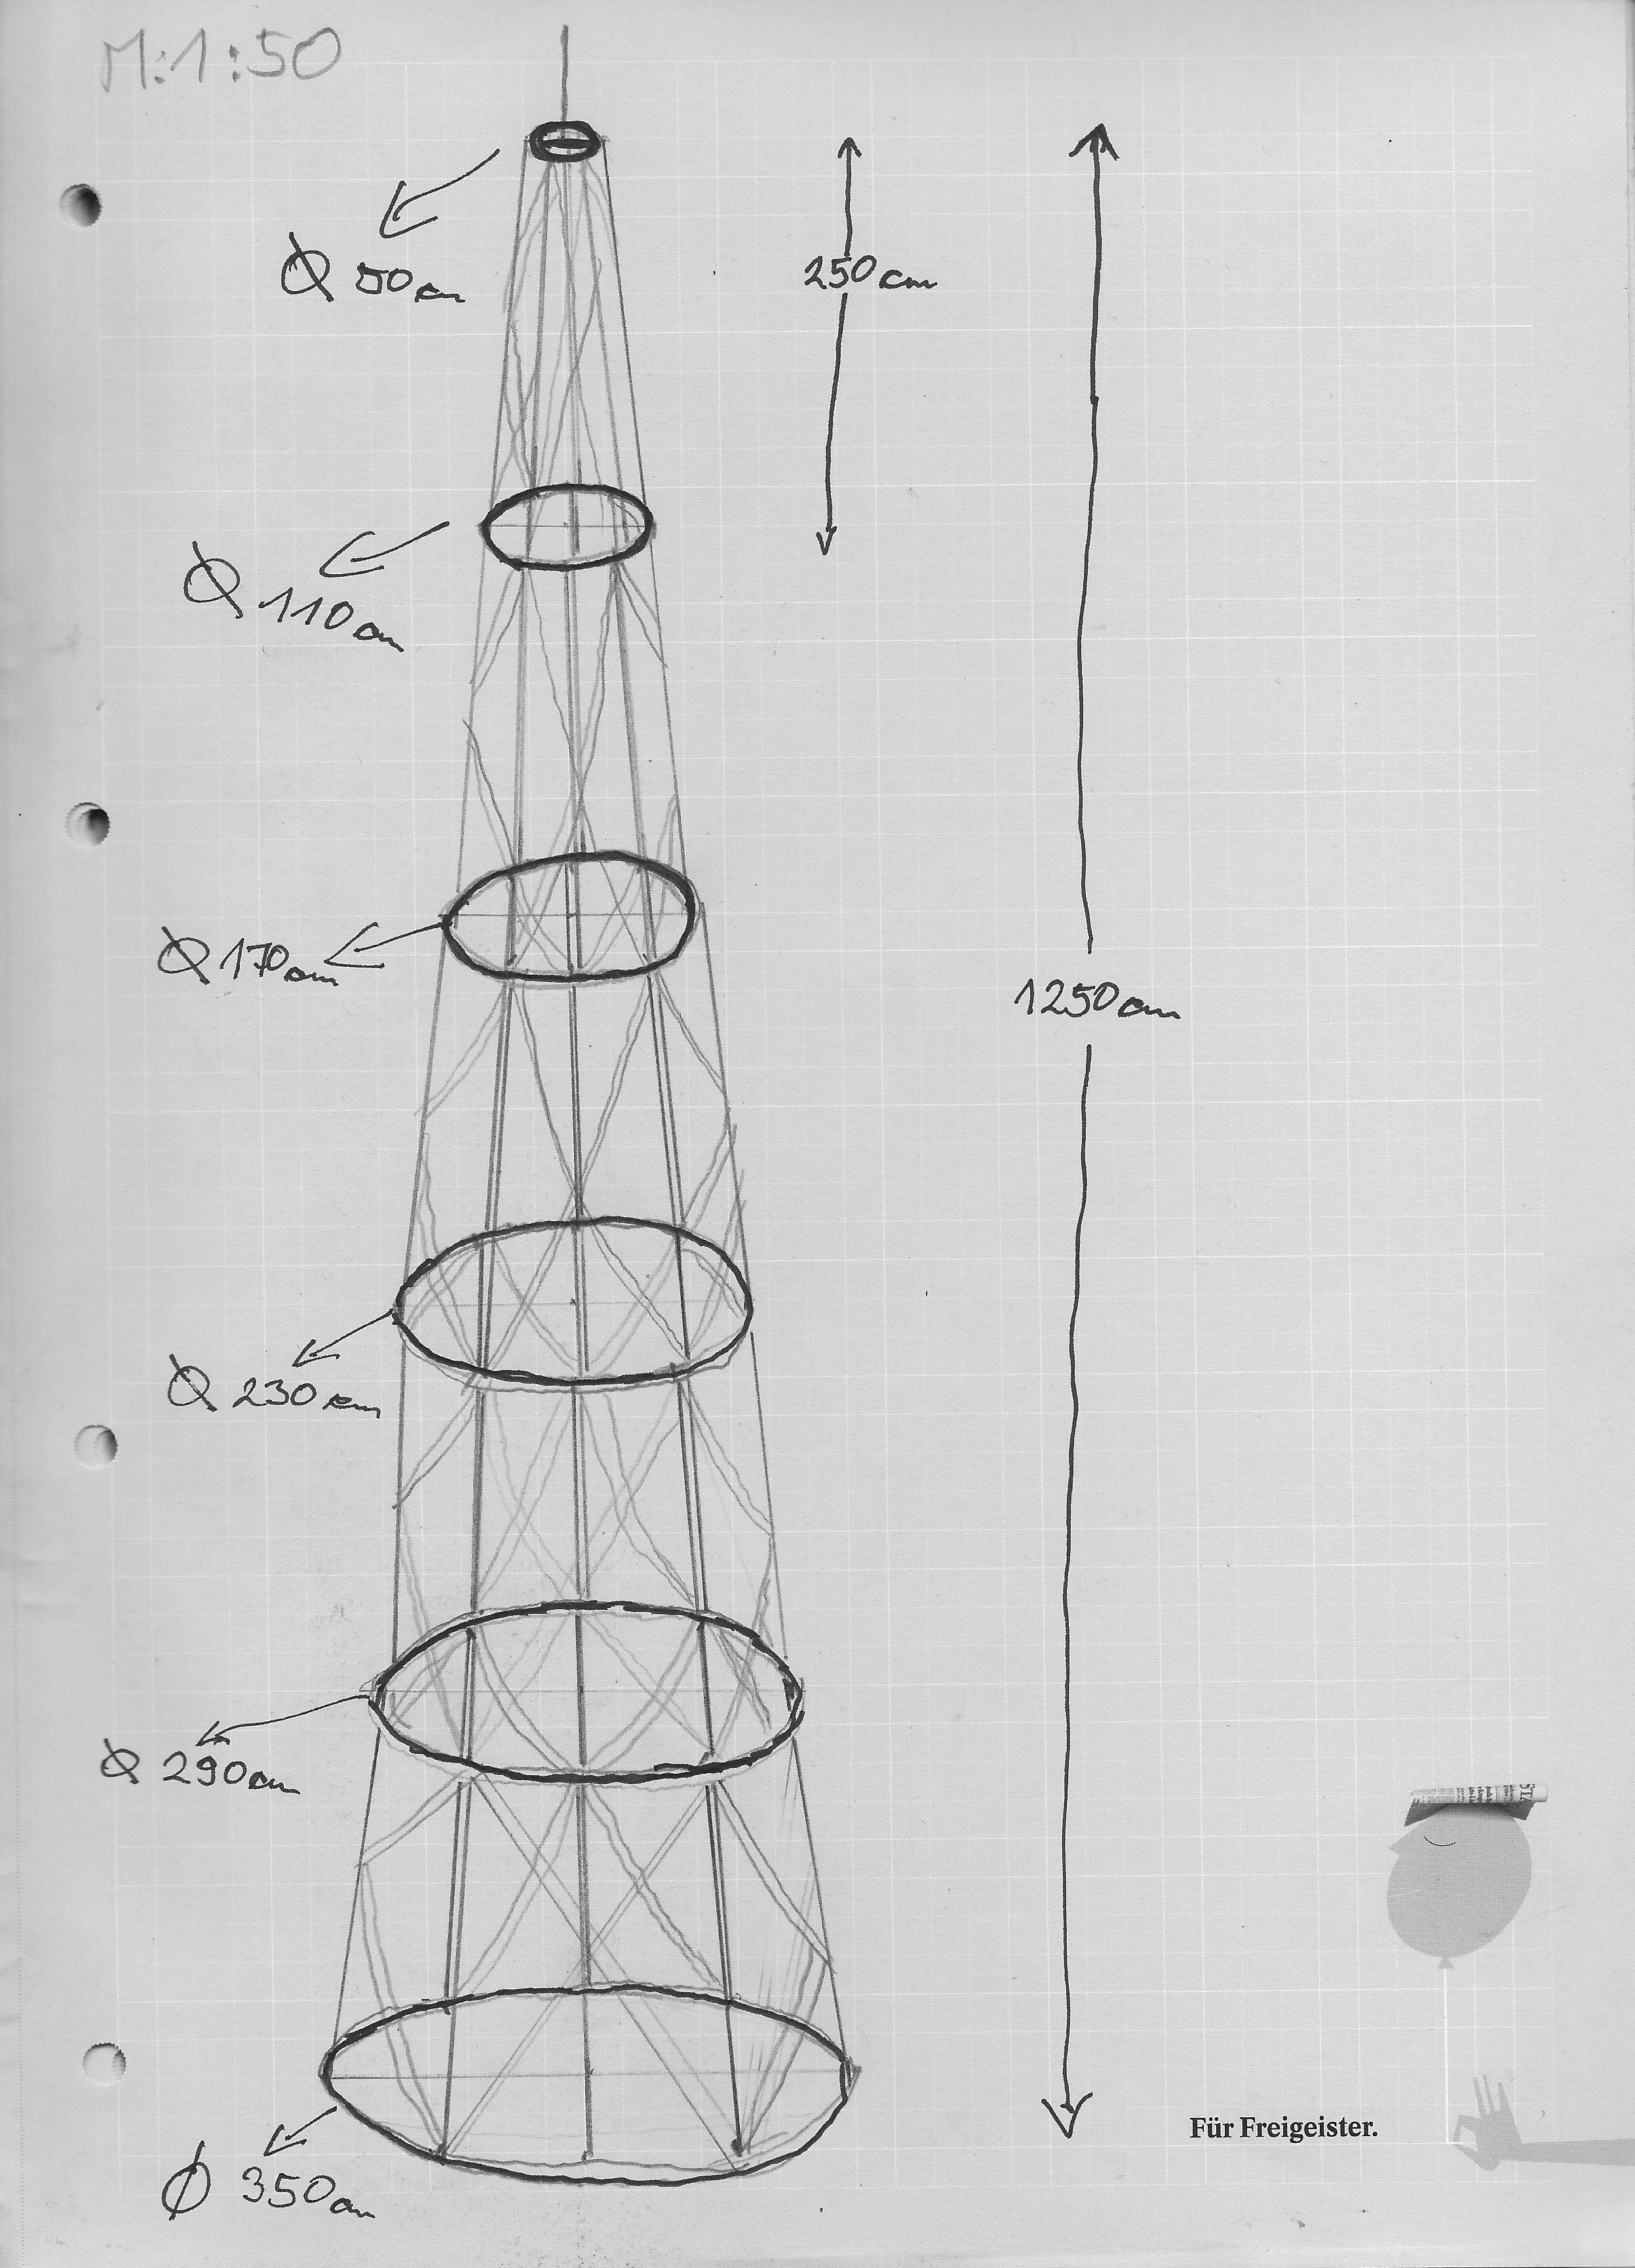 M:1:50
Ø 50cm
250cm
Ø 110cm
Ø 170cm
1250cm
Ø 230cm
Ø 290cm
Für Freigeister.
Ø 350cm